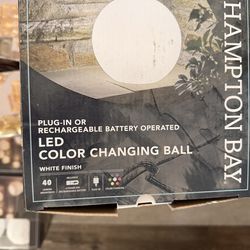 HAMPTON BAY
PLUG-IN OR
RECHARGEABLE BATTERY OPERATED
LED
COLOR CHANGING BALL
WHITE FINISH
40